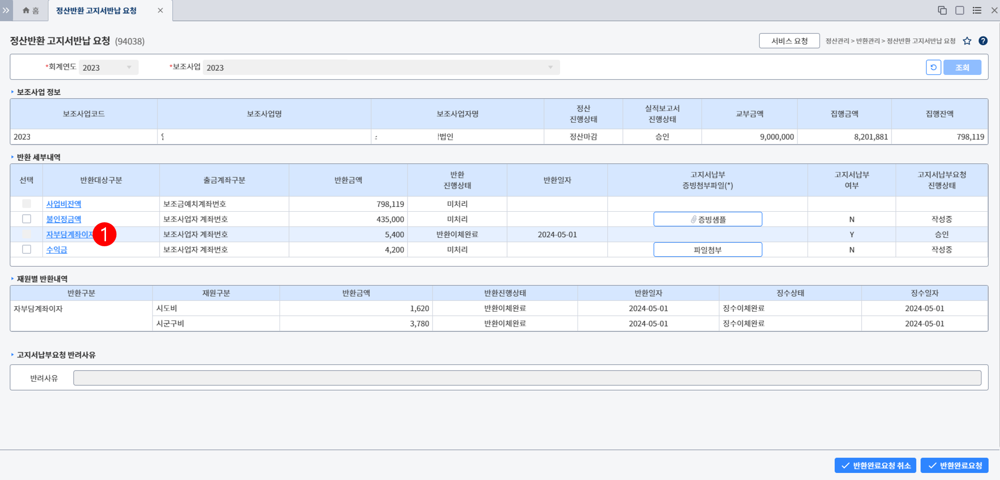 홈
정산반환 고지서반납 요청
정산반환 고지서반납 요청 (94038)
서비스 요청
정산관리 > 반환관리 > 정산반환 고지서반납 요청
*회계연도 2023
*보조사업 2023
조회
보조사업 정보
보조사업코드 보조사업명 보조사업자명 정산 진행상태 실적보고서 진행상태 교부금액 집행금액 집행잔액
2023 법인 정산마감 승인 9,000,000 8,201,881 798,119
반환 세부내역
선택 반환대상구분 출금계좌구분 반환금액 반환 진행상태 반환일자 고지서납부 증빙첨부파일(*) 고지서납부 여부 고지서납부요청 진행상태
사업비잔액 보조금예치계좌번호 798,119 미처리
불인정금액 보조사업자 계좌번호 435,000 미처리 증빙샘플 N 작성중
자부담계좌이자 1 보조사업자 계좌번호 5,400 반환이체완료 2024-05-01 Y 승인
수익금 보조사업자 계좌번호 4,200 미처리 파일첨부 N 작성중
재원별 반환내역
반환구분 재원구분 반환금액 반환진행상태 반환일자 징수상태 징수일자
자부담계좌이자 시도비 1,620 반환이체완료 2024-05-01 징수이체완료 2024-05-01
시군구비 3,780 반환이체완료 2024-05-01 징수이체완료 2024-05-01
고지서납부요청 반려사유
반려사유
반환완료요청 취소
반환완료요청